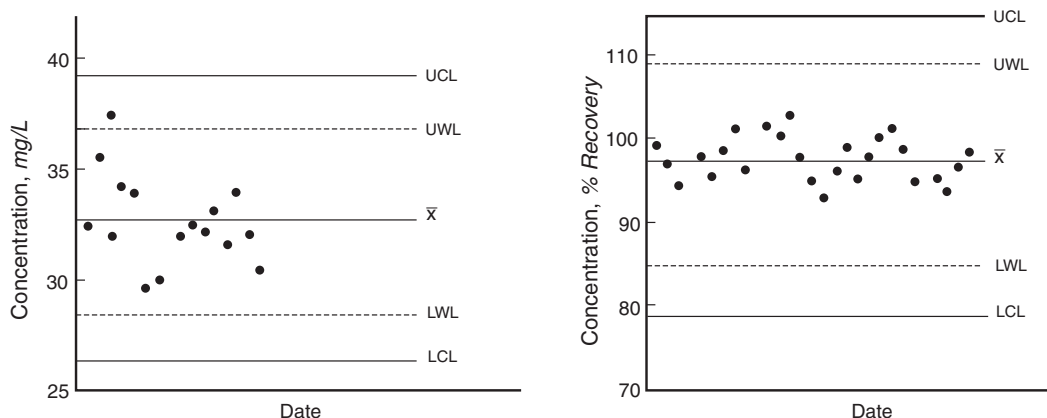 Concentration, mg/L
40
35
30
25
UCL
UWL
x̄
LWL
LCL
Date
Concentration, % Recovery
110
100
90
80
70
UCL
UWL
x̄
LWL
LCL
Date